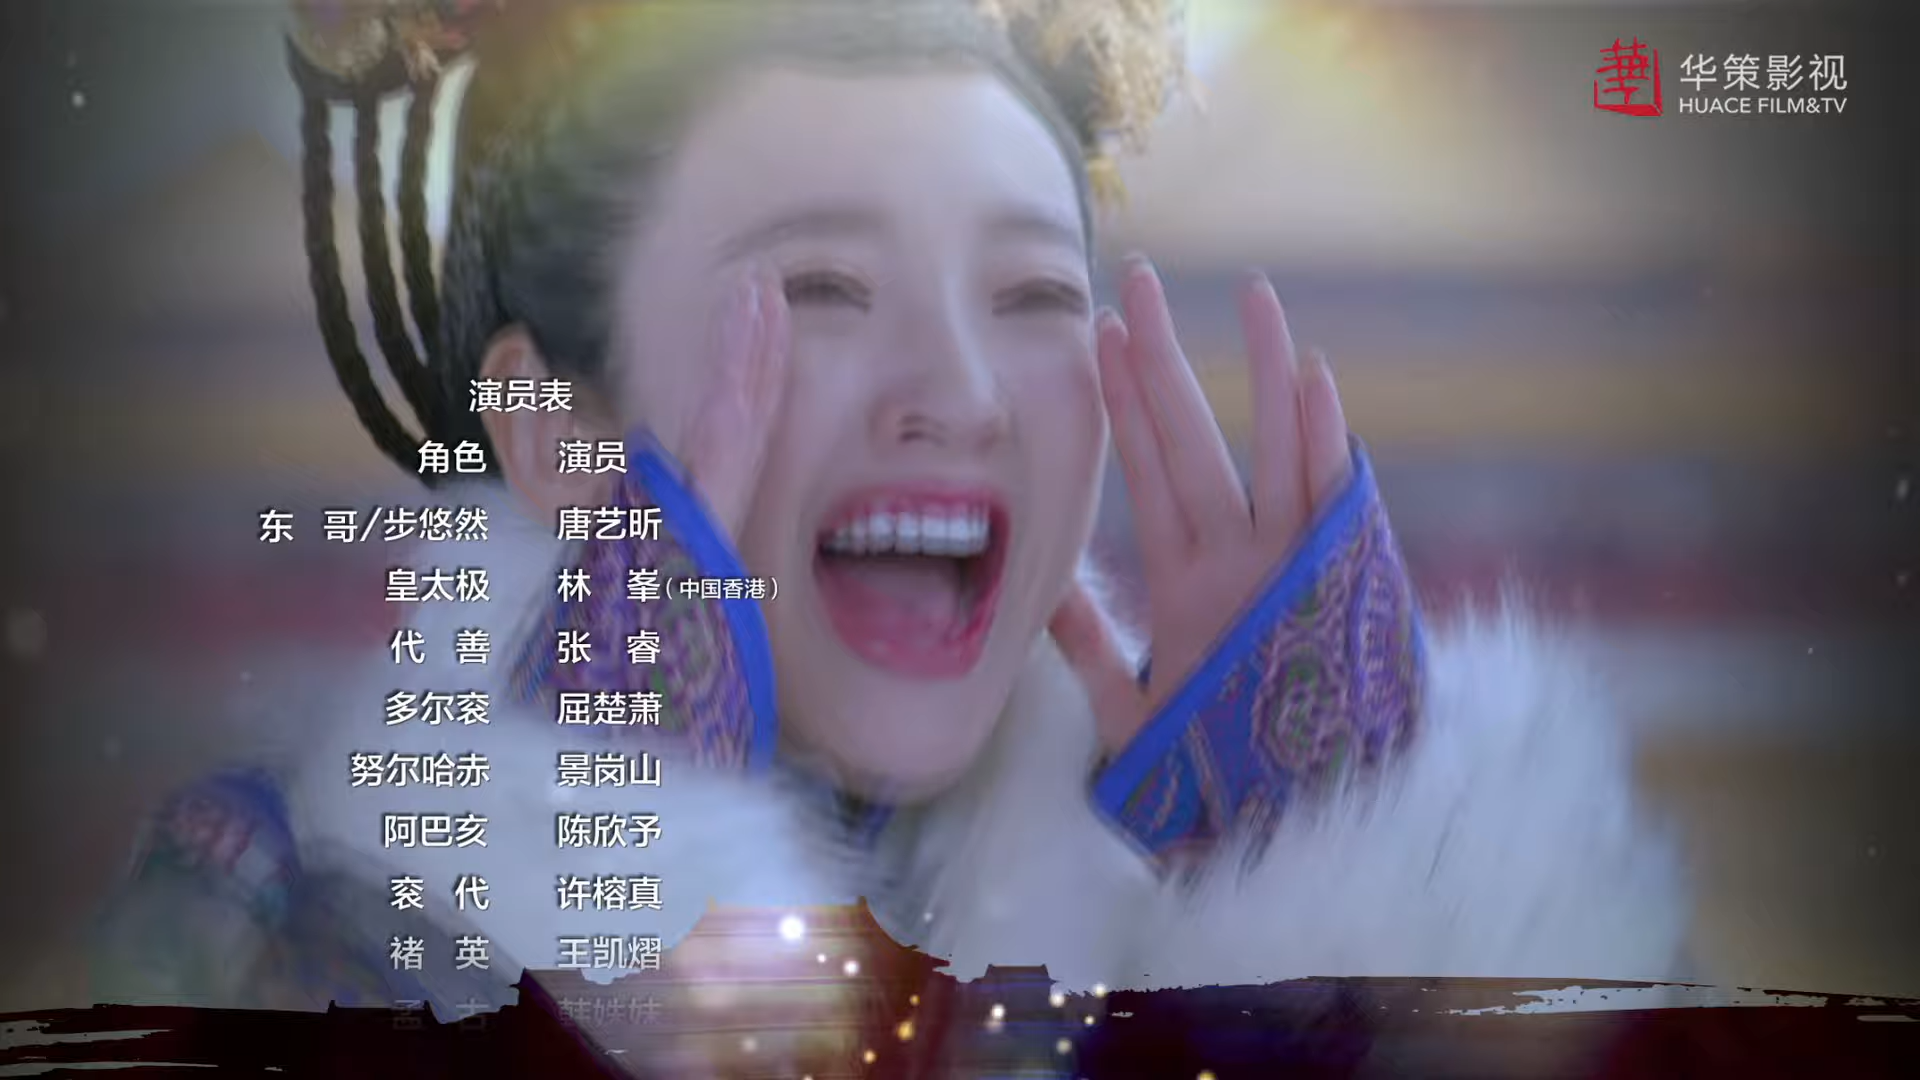 华策影视
HUACE FILM&TV
演员表
角色 演员
东 哥/步悠然 唐艺昕
皇太极 林 峯(中国香港)
代 善 张 睿
多尔衮 屈楚萧
努尔哈赤 景岗山
阿巴亥 陈欣予
衮 代 许榕真
褚 英 王凯熠
孟 古